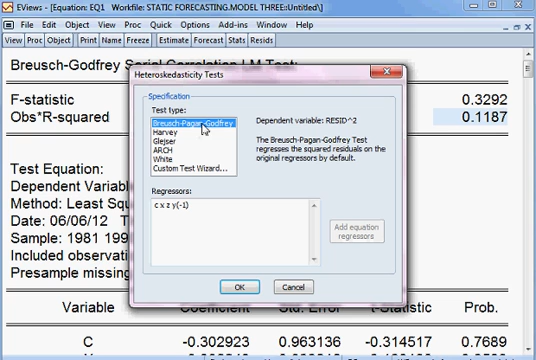 EViews - [Equation: EQ1   Workfile: STATIC FORECASTING.MODEL THREE::Untitled\]
File Edit Object View Proc Quick Options Add-ins Window Help
View Proc Object Print Name Freeze Estimate Forecast Stats Resids
Breusch-Godfrey Serial Correlation LM Test:
F-statistic 0.3292
Obs*R-squared 0.1187
Test Equation:
Dependent Variabl
Method: Least Squ
Date: 06/06/12 T
Sample: 1981 199
Included observati
Presample missing
Heteroskedasticity Tests
Specification
Test type:
Breusch-Pagan-Godfrey
Harvey
Glejser
ARCH
White
Custom Test Wizard...
Dependent variable: RESID^2
The Breusch-Pagan-Godfrey Test
regresses the squared residuals on the
original regressors by default.
Regressors:
c x z y(-1)
Add equation
regressors
OK Cancel
Variable Coefficient Std. Error t-Statistic Prob.
C -0.302923 0.963136 -0.314517 0.7689